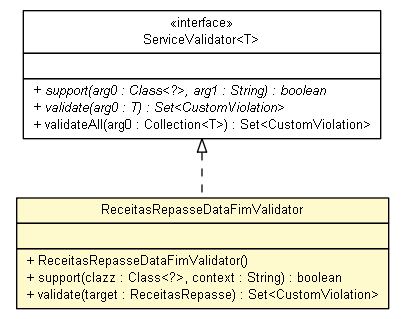 «interface»
ServiceValidator<T>
+ support(arg0 : Class<?>, arg1 : String) : boolean
+ validate(arg0 : T) : Set<CustomViolation>
+ validateAll(arg0 : Collection<T>) : Set<CustomViolation>
ReceitasRepasseDataFimValidator
+ ReceitasRepasseDataFimValidator()
+ support(clazz : Class<?>, context : String) : boolean
+ validate(target : ReceitasRepasse) : Set<CustomViolation>